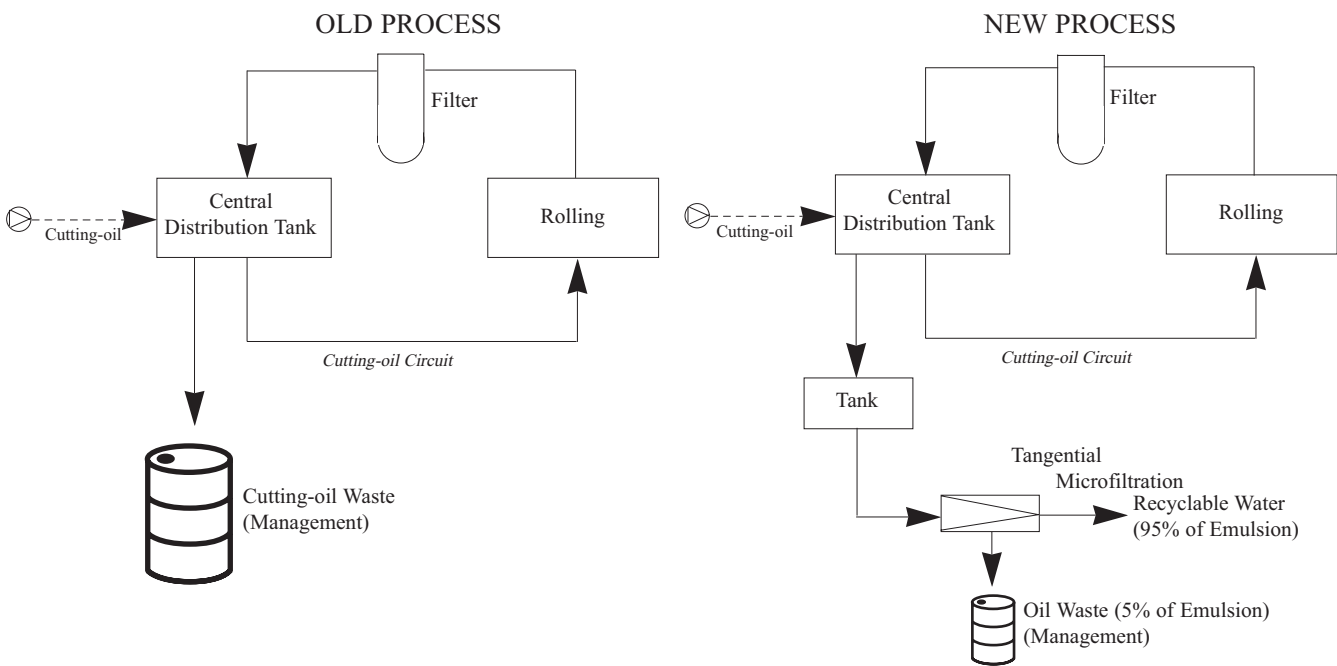 OLD PROCESS
Filter
Central
Distribution Tank
Rolling
Cutting-oil
Cutting-oil Circuit
Cutting-oil Waste
(Management)
NEW PROCESS
Filter
Central
Distribution Tank
Rolling
Cutting-oil
Cutting-oil Circuit
Tank
Tangential
Microfiltration
Recyclable Water
(95% of Emulsion)
Oil Waste (5% of Emulsion)
(Management)